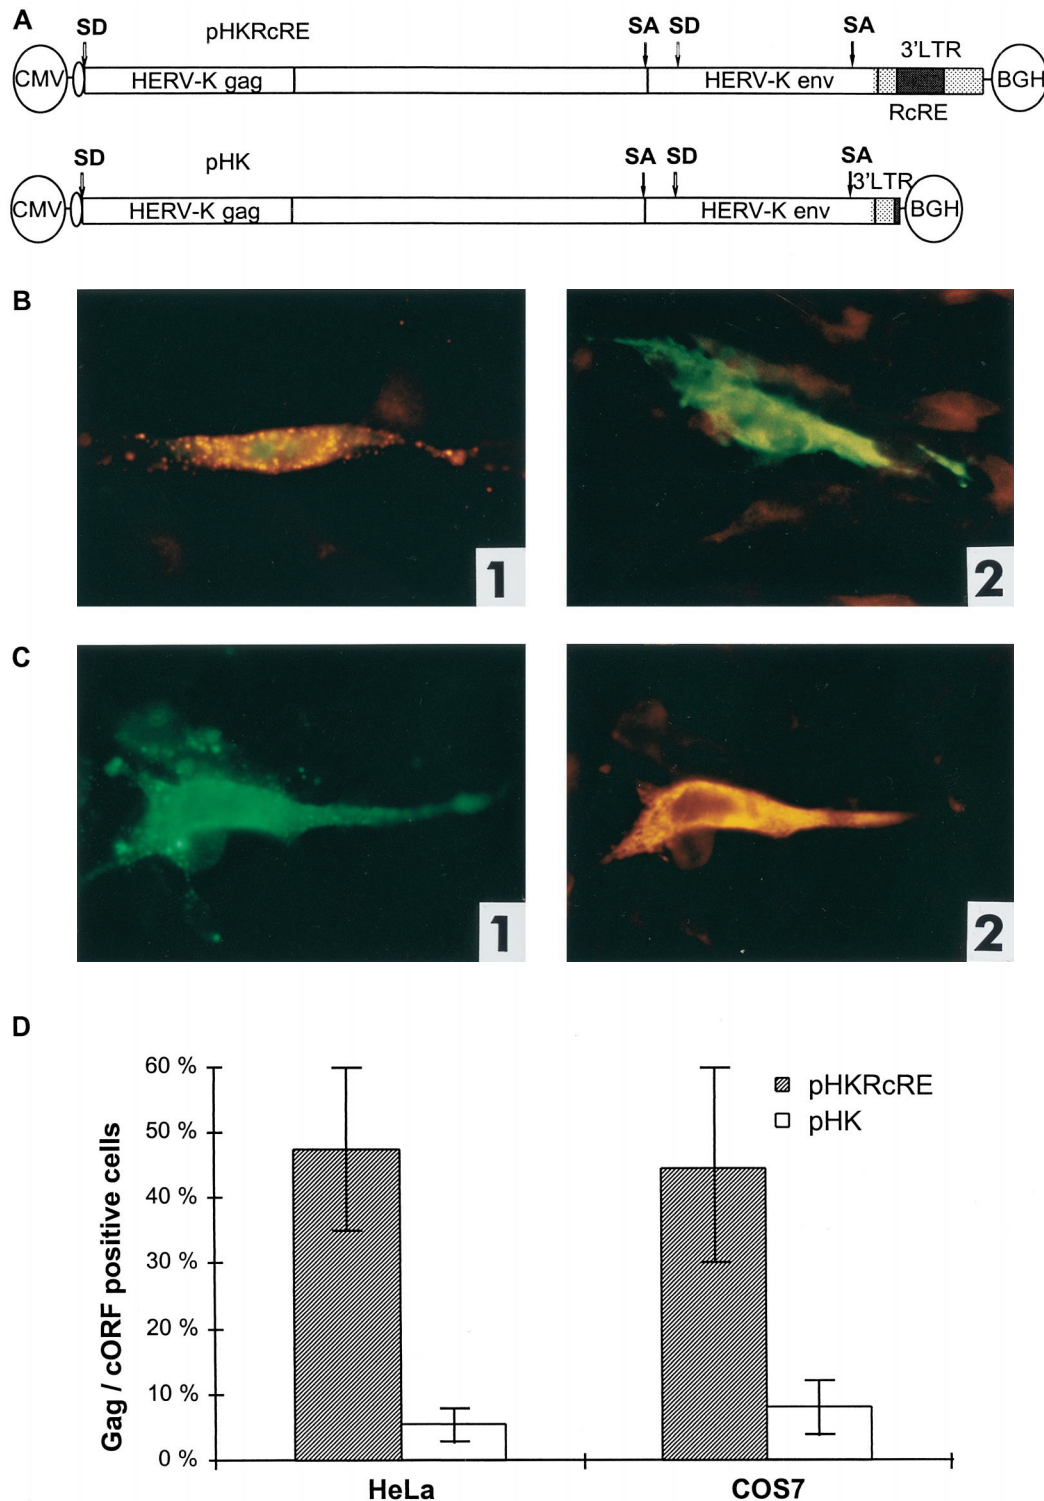 A
SD pHKRcRE SA SD SA
3'LTR
CMV HERV-K gag HERV-K env BGH
RcRE
SD pHK SA SD SA
3'LTR
CMV HERV-K gag HERV-K env BGH
B
1 2
C
1 2
D
Gag / cORF positive cells
60 %
50 %
40 %
30 %
20 %
10 %
0 %
pHKRcRE
pHK
HeLa COS7